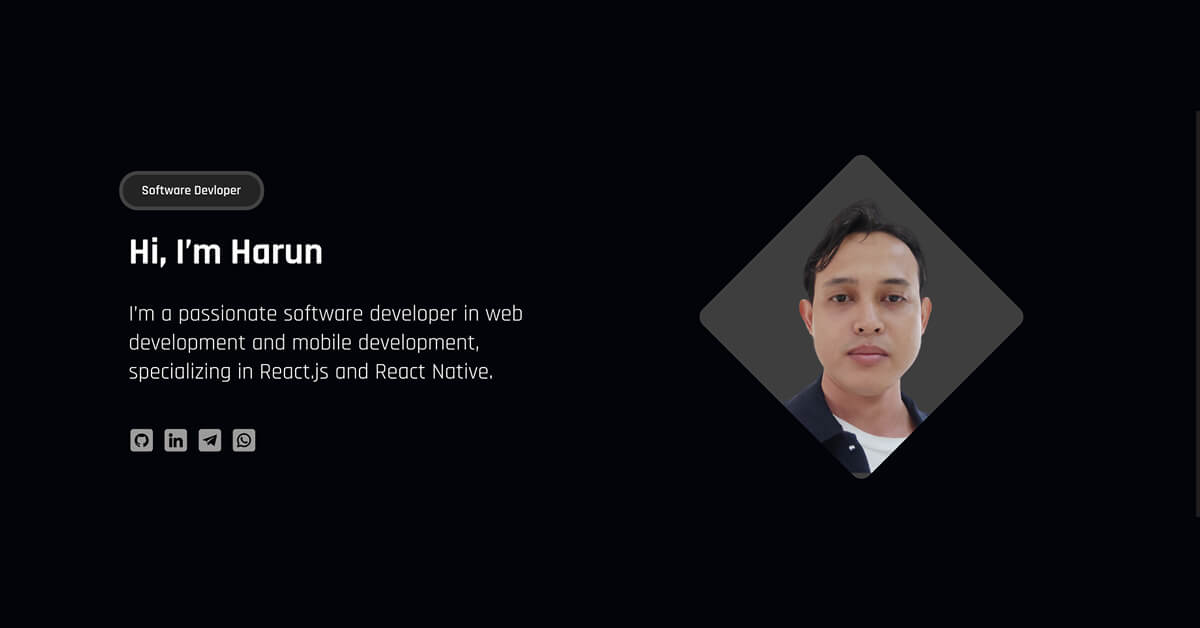 Software Devloper
Hi, I'm Harun
I'm a passionate software developer in web
development and mobile development,
specializing in React.js and React Native.
in